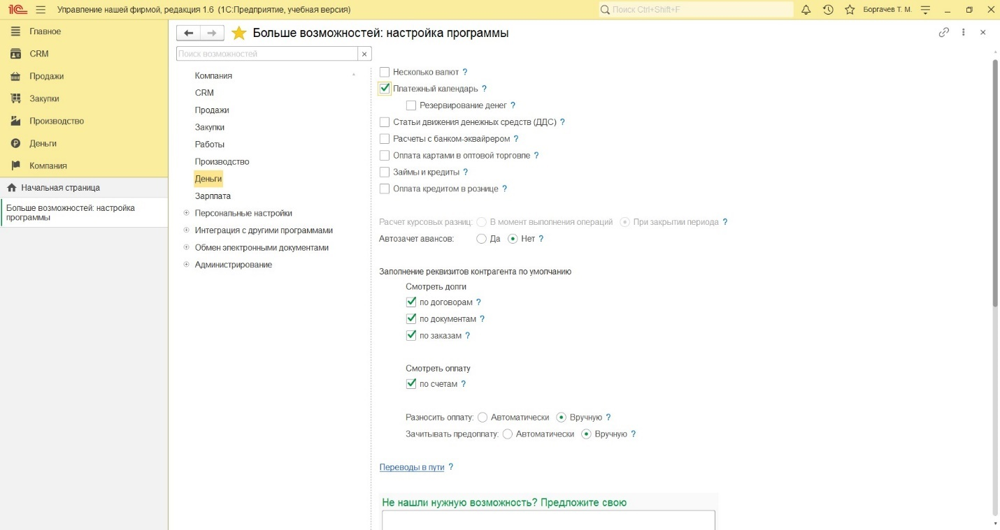 1С Управление нашей фирмой, редакция 1.6 (1С:Предприятие, учебная версия)
Поиск Ctrl+Shift+F
Боргачев Т. М.
Главное
CRM
Продажи
Закупки
Производство
Деньги
Компания
Начальная страница
Больше возможностей: настройка
программы
Больше возможностей: настройка программы
Поиск возможностей
Компания
CRM
Продажи
Закупки
Работы
Производство
Деньги
Зарплата
Персональные настройки
Интеграция с другими программами
Обмен электронными документами
Администрирование
Несколько валют ?
Платежный календарь ?
Резервирование денег ?
Статьи движения денежных средств (ДДС) ?
Расчеты с банком-эквайрером ?
Оплата картами в оптовой торговле ?
Займы и кредиты ?
Оплата кредитом в рознице ?
Расчет курсовых разниц: В момент выполнения операций При закрытии периода ?
Автозачет авансов: Да Нет ?
Заполнение реквизитов контрагента по умолчанию
Смотреть долги
по договорам ?
по документам ?
по заказам ?
Смотреть оплату
по счетам ?
Разносить оплату: Автоматически Вручную ?
Зачитывать предоплату: Автоматически Вручную ?
Переводы в пути ?
Не нашли нужную возможность? Предложите свою